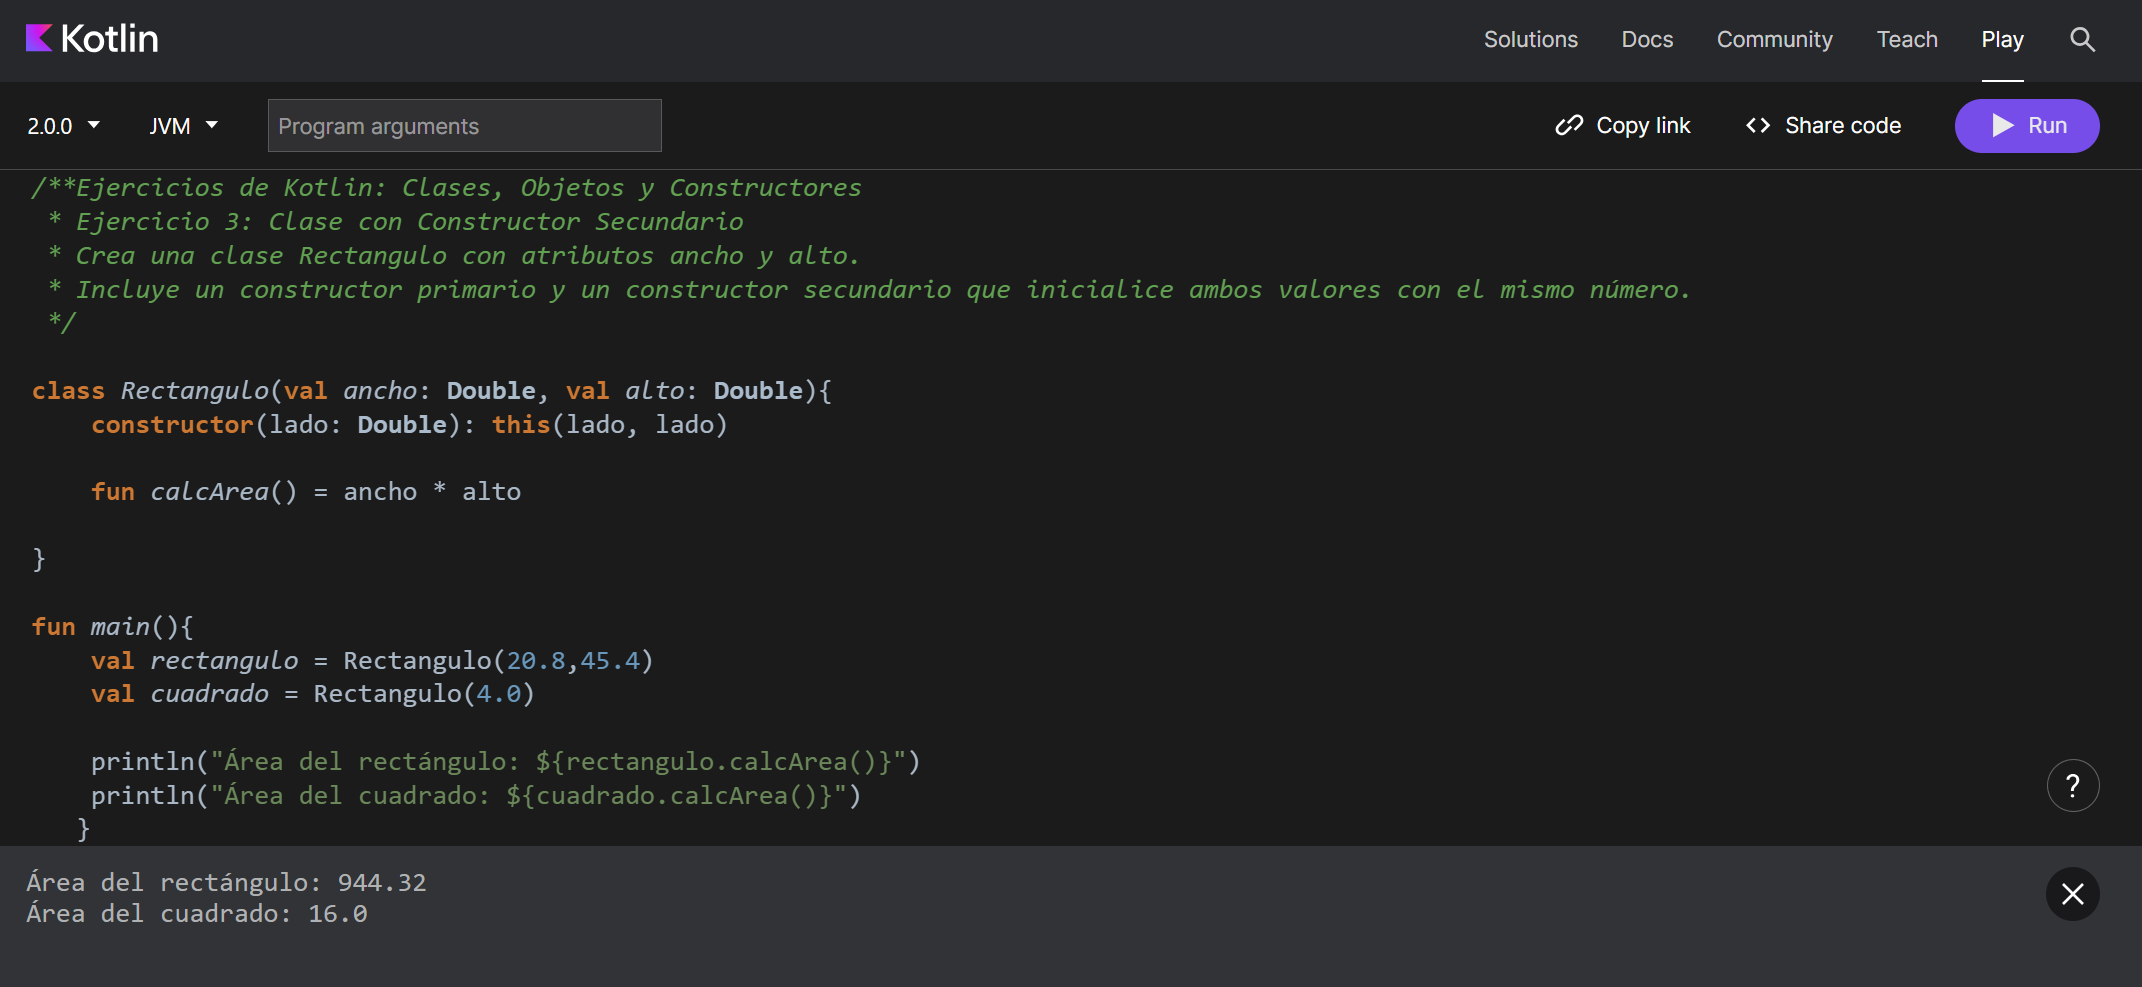 Kotlin
Solutions Docs Community Teach Play
2.0.0 JVM Program arguments Copy link <> Share code Run
/**Ejercicios de Kotlin: Clases, Objetos y Constructores
 * Ejercicio 3: Clase con Constructor Secundario
 * Crea una clase Rectangulo con atributos ancho y alto.
 * Incluye un constructor primario y un constructor secundario que inicialice ambos valores con el mismo número.
 */
class Rectangulo(val ancho: Double, val alto: Double){
    constructor(lado: Double): this(lado, lado)
    fun calcArea() = ancho * alto
}
fun main(){
    val rectangulo = Rectangulo(20.8,45.4)
    val cuadrado = Rectangulo(4.0)
    println("Área del rectángulo: ${rectangulo.calcArea()}")
    println("Área del cuadrado: ${cuadrado.calcArea()}")
   }
?
Área del rectángulo: 944.32
Área del cuadrado: 16.0